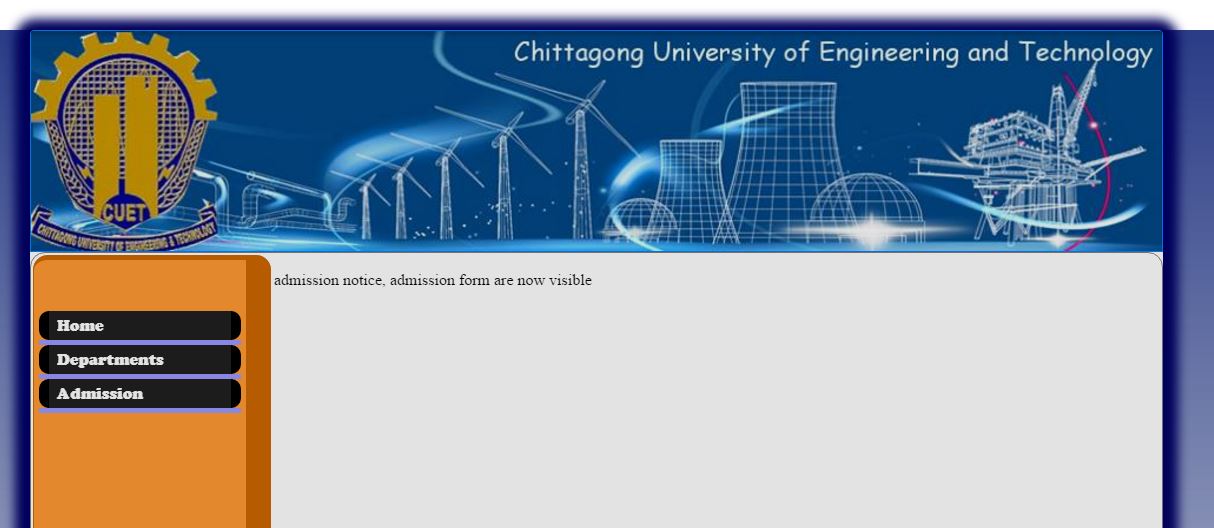 Chittagong University of Engineering and Technology
CUET
CHITTAGONG UNIVERSITY OF ENGINEERING & TECHNOLOGY
admission notice, admission form are now visible
Home
Departments
Admission